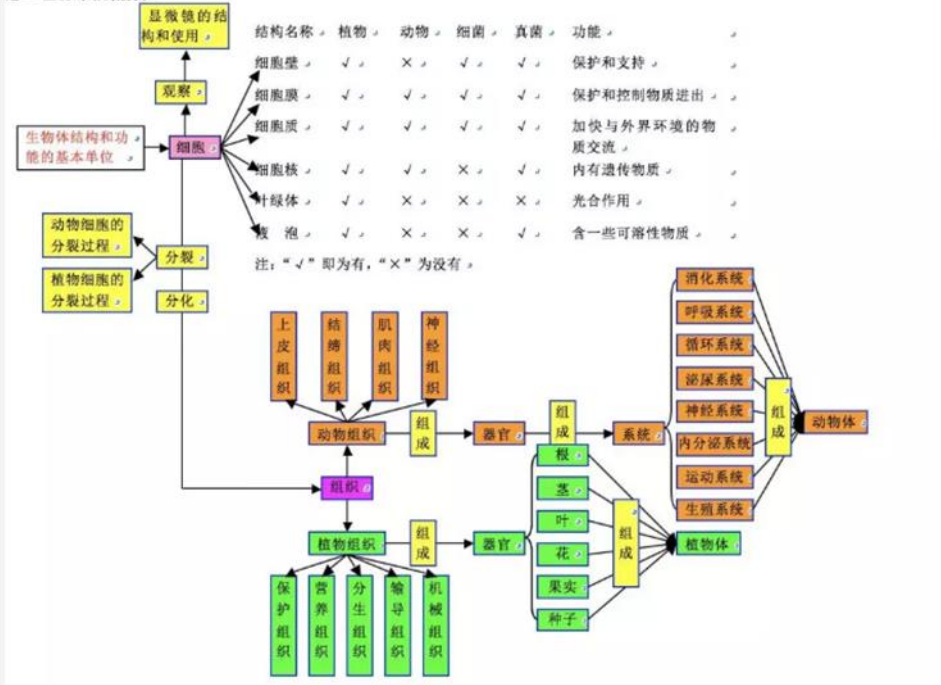 显微镜的结
构和使用
结构名称 植物 动物 细菌 真菌 功能
细胞壁 √ × √ √ 保护和支持
观察
细胞膜 √ √ √ √ 保护和控制物质进出
生物体结构和功
能的基本单位
细胞
细胞质 √ √ √ √ 加快与外界环境的物
质交流
细胞核 √ √ × √ 内有遗传物质
叶绿体 √ × × × 光合作用
液 泡 √ × × √ 含一些可溶性物质
注:“√”即为有,“×”为没有
动物细胞的
分裂过程
分裂
植物细胞的
分裂过程
分化
上皮组织
结缔组织
肌肉组织
神经组织
动物组织
组成
器官
组成
系统
消化系统
呼吸系统
循环系统
泌尿系统
神经系统
内分泌系统
运动系统
生殖系统
组成
动物体
组织
植物组织
组成
器官
根
茎
叶
花
果实
种子
组成
植物体
保护组织
营养组织
分生组织
输导组织
机械组织